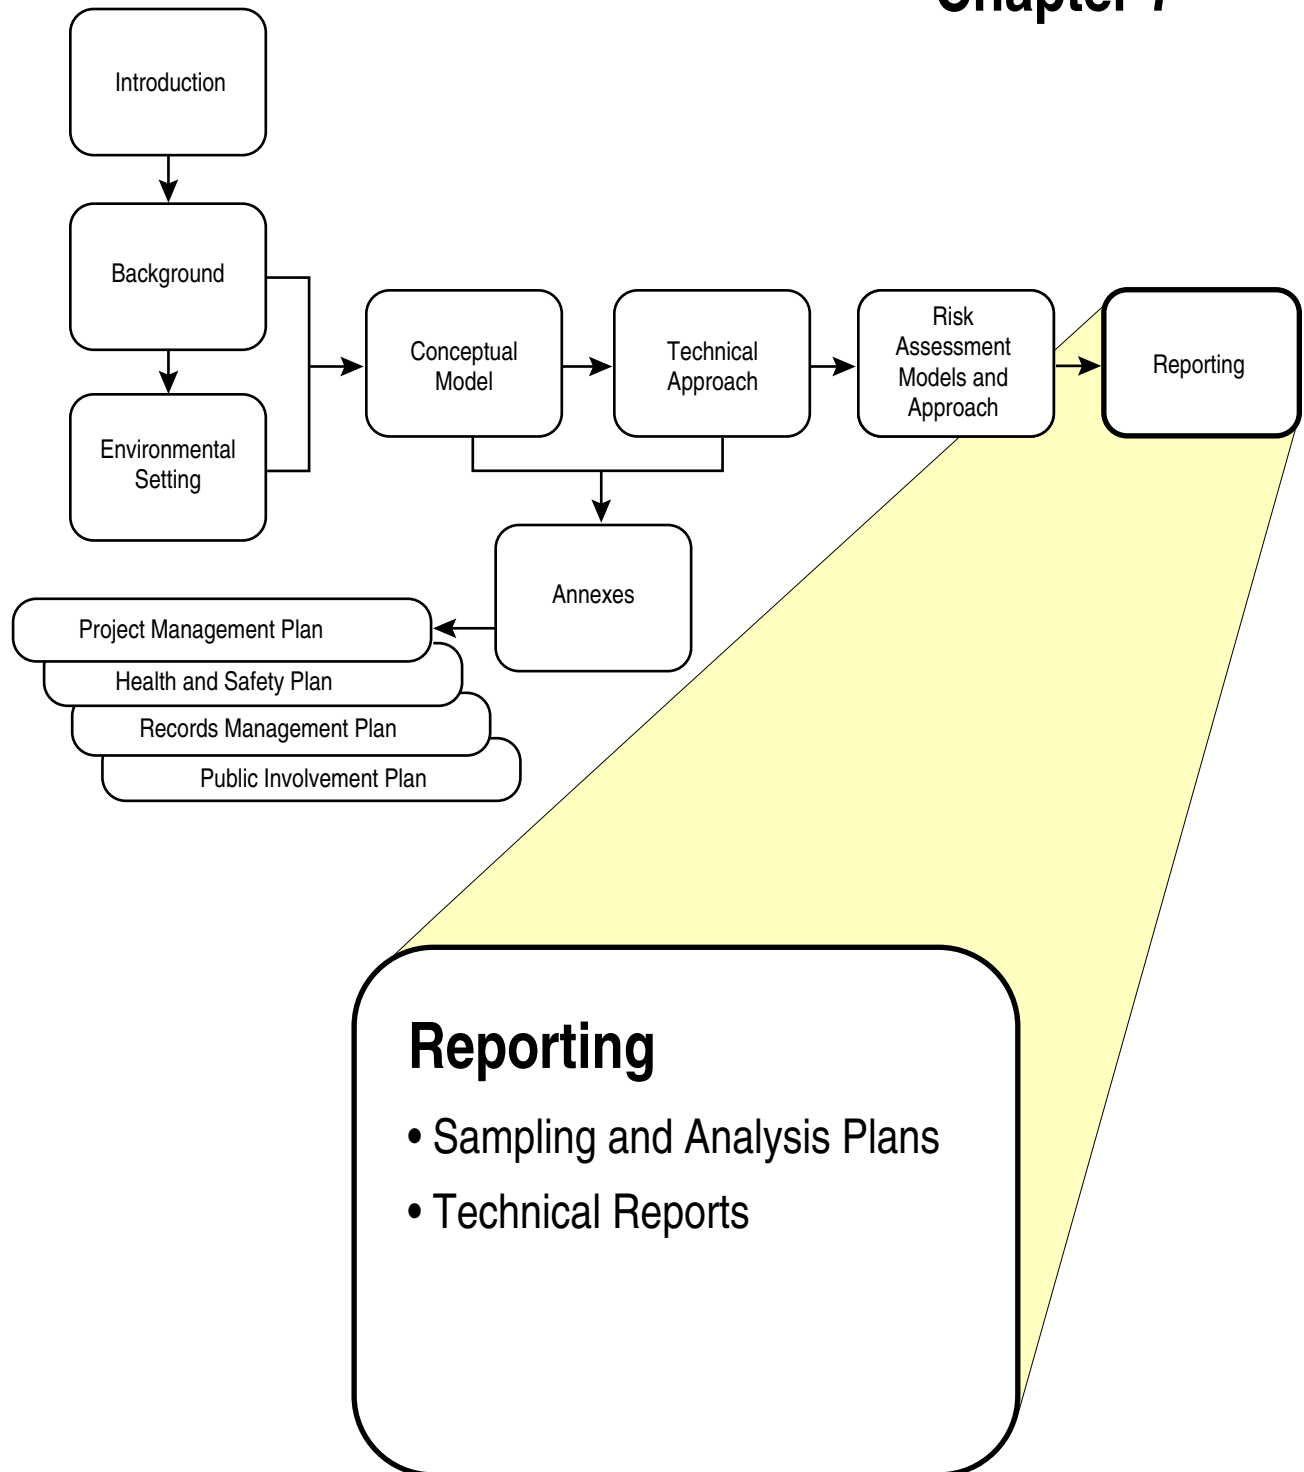 Chapter 7
Introduction
Background
Environmental
Setting
Conceptual
Model
Technical
Approach
Risk
Assessment
Models and
Approach
Reporting
Annexes
Project Management Plan
Health and Safety Plan
Records Management Plan
Public Involvement Plan
Reporting
• Sampling and Analysis Plans
• Technical Reports